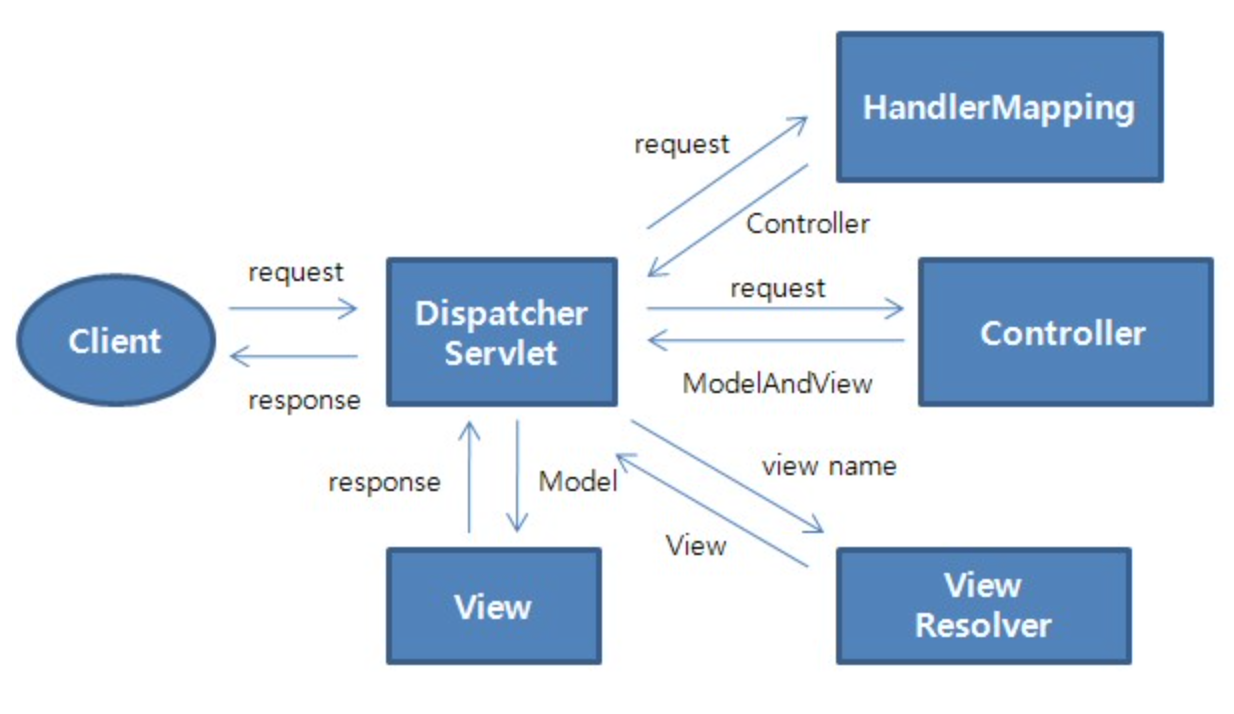 HandlerMapping
request
Controller
request
Dispatcher
Servlet
request
Client
Controller
ModelAndView
response
response
Model
view name
View
View
View
Resolver